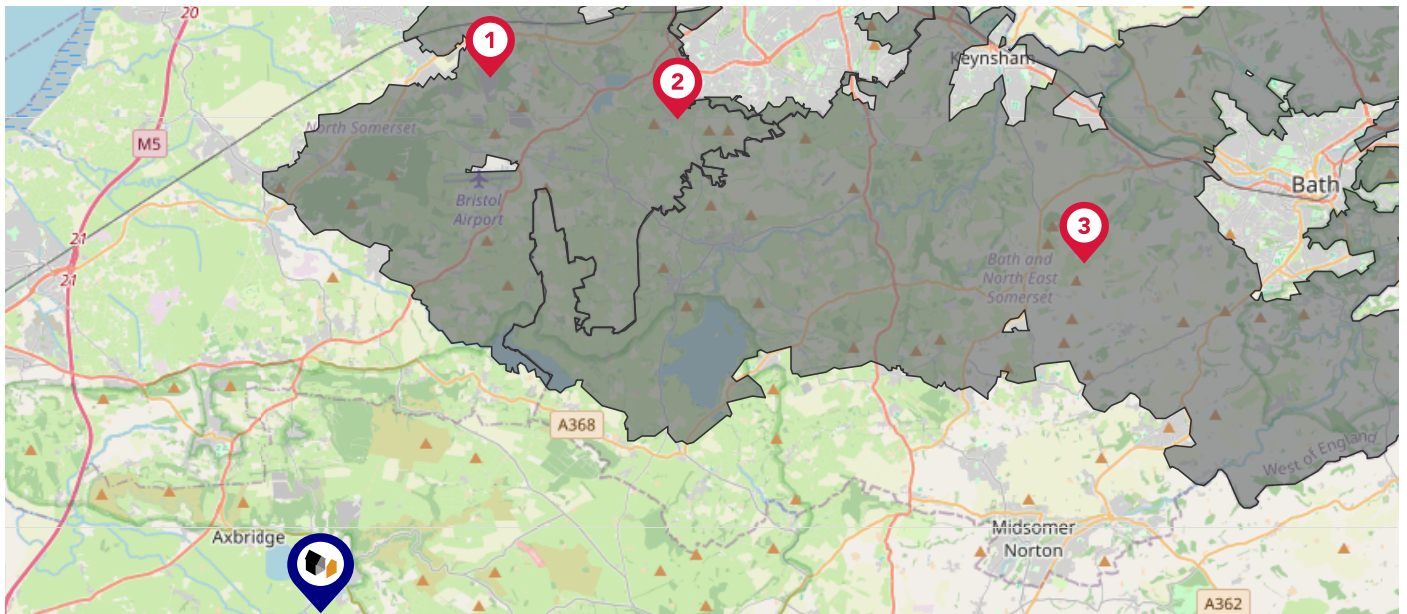 20
1
Keynsham
2
North Somerset
M5
Bristol
Airport
Bath
3
21
21
Bath and
North East
Somerset
A368
West of England
Axbridge
Midsomer
Norton
A362